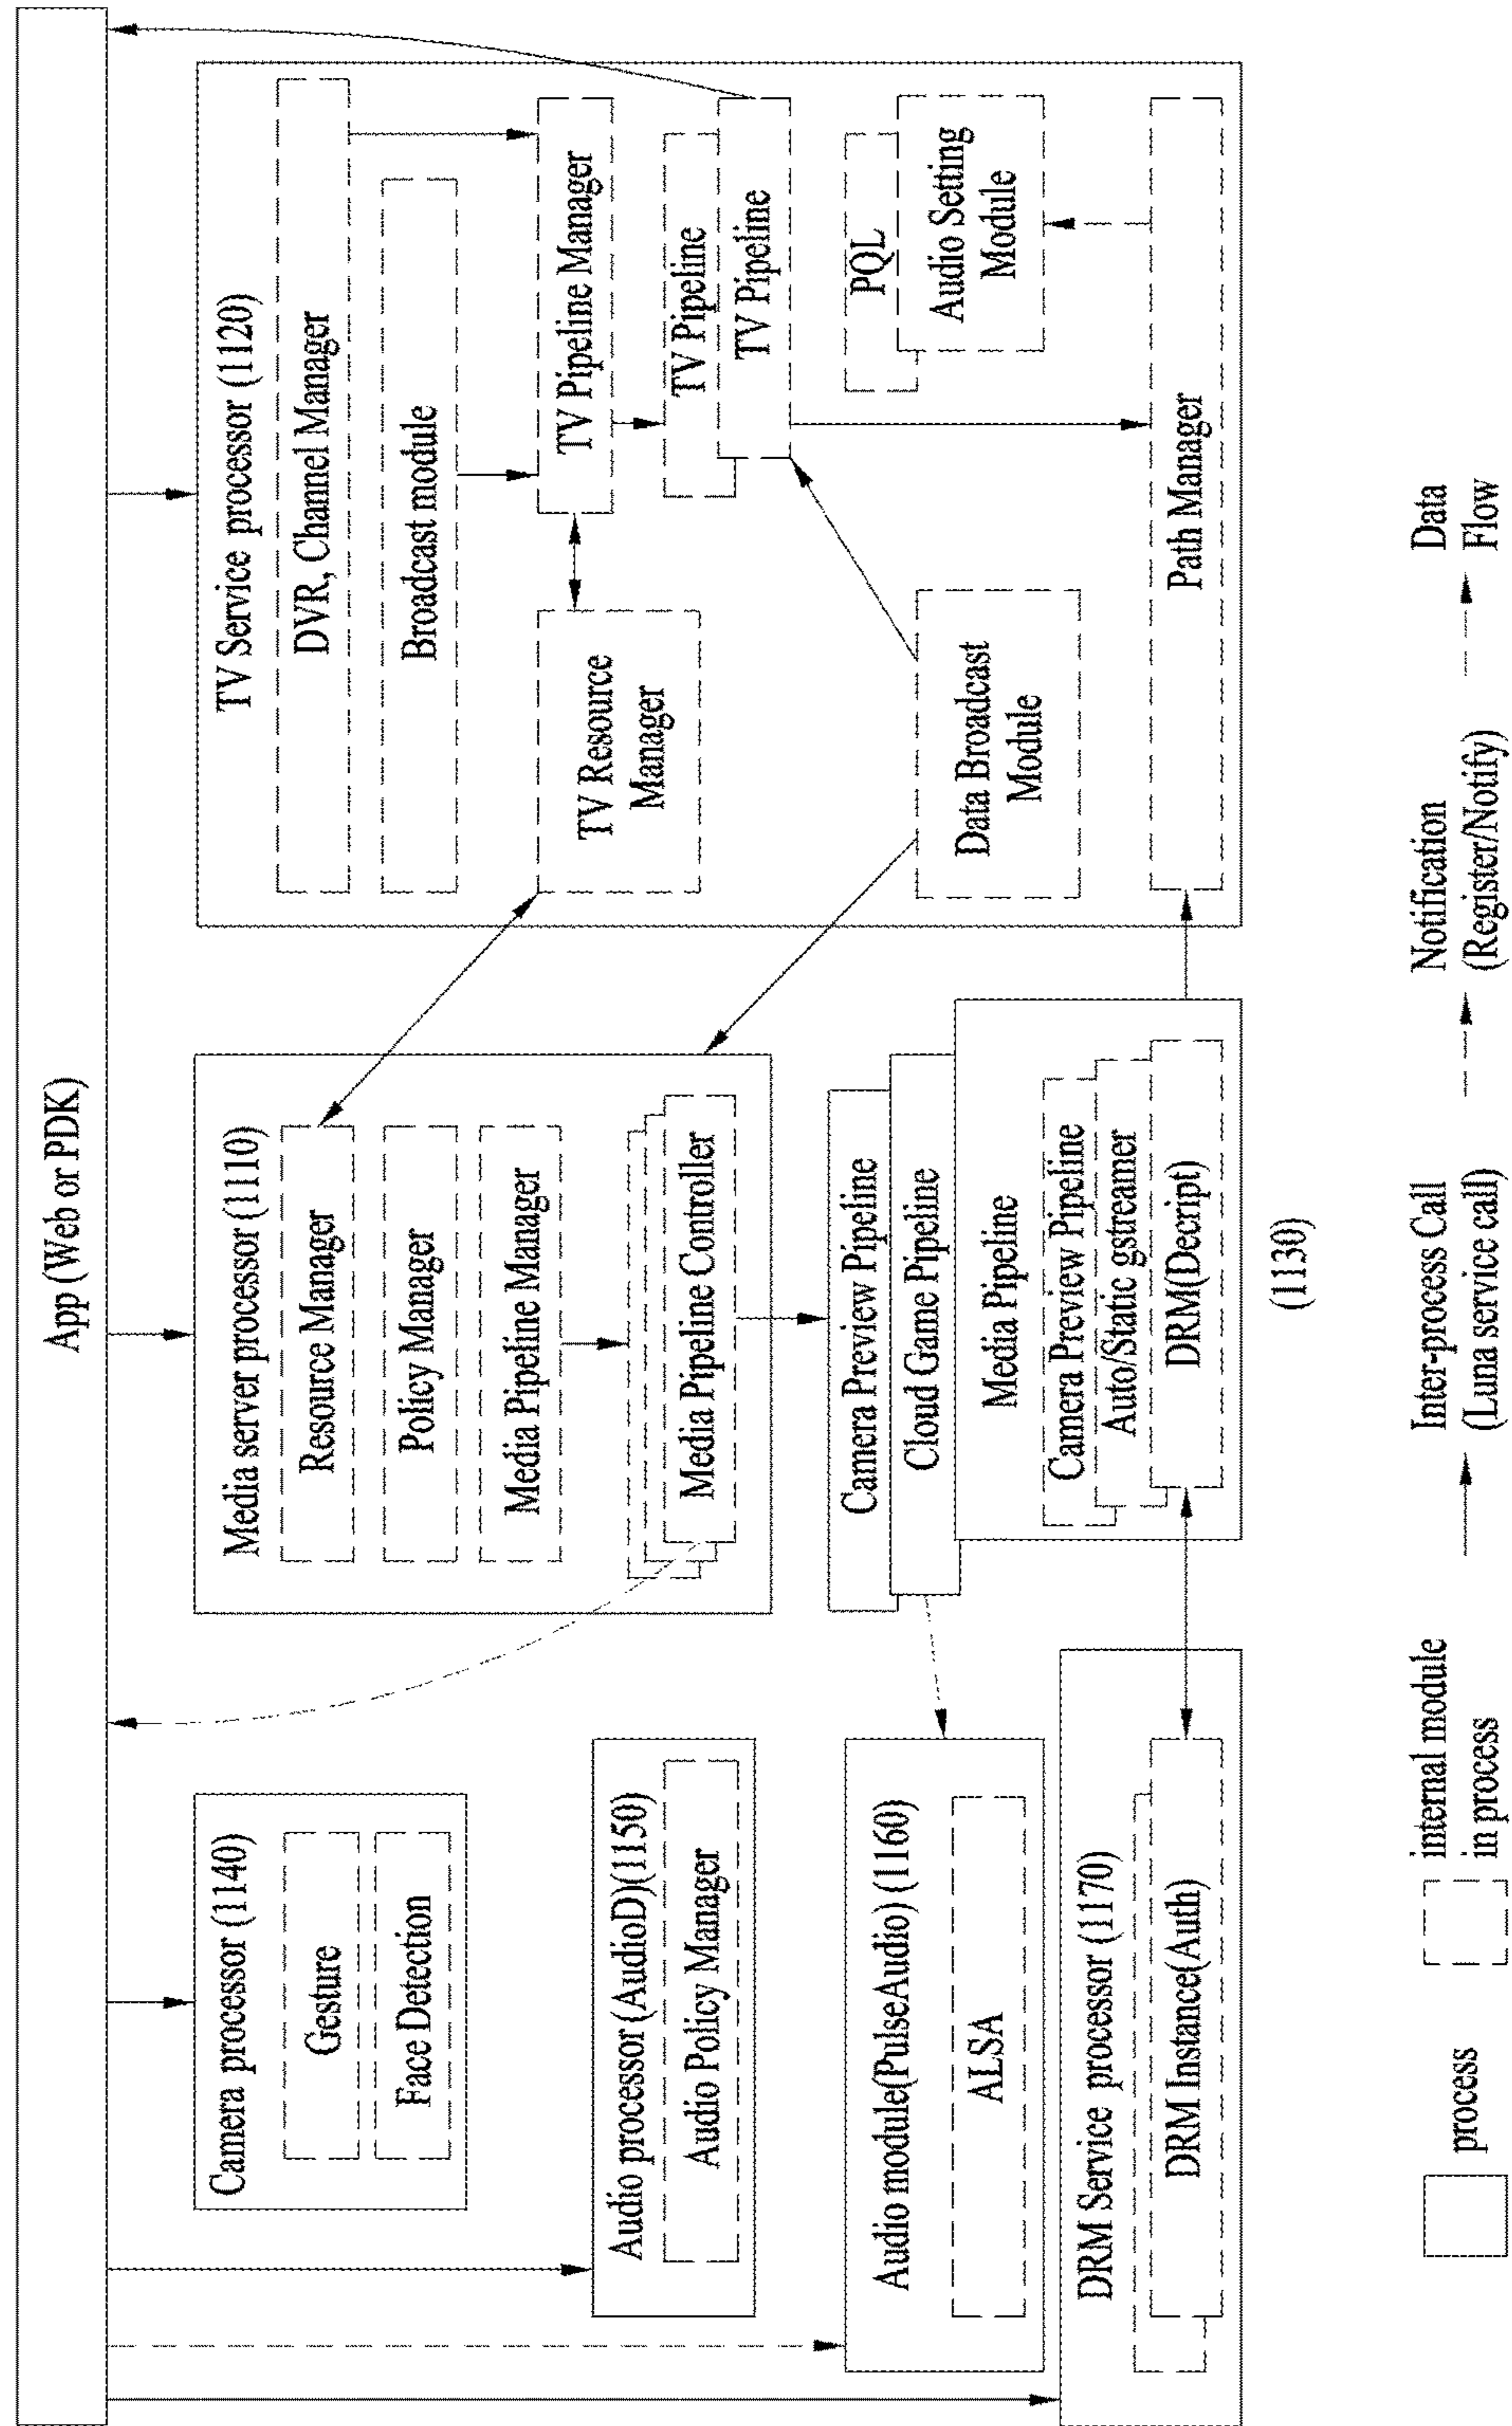 App (Web or PDK)
Camera processor (1140)
Gesture
Face Detection
Audio processor (AudioD)(1150)
Audio Policy Manager
Audio module(PulseAudio) (1160)
ALSA
DRM Service processor (1170)
DRM Instance(Auth)
Media server processor (1110)
Resource Manager
Policy Manager
Media Pipeline Manager
Media Pipeline Controller
Camera Preview Pipeline
Cloud Game Pipeline
Media Pipeline
Camera Preview Pipeline
Auto/Static gstreamer
DRM(Decript)
(1130)
TV Service processor (1120)
DVR, Channel Manager
Broadcast module
TV Resource
Manager
TV Pipeline Manager
TV Pipeline
TV Pipeline
Data Broadcast
Module
PQL
Audio Setting
Module
Path Manager
process
internal module
in process
Inter-process Call
(Luna service call)
Notification
(Register/Notify)
Data
Flow